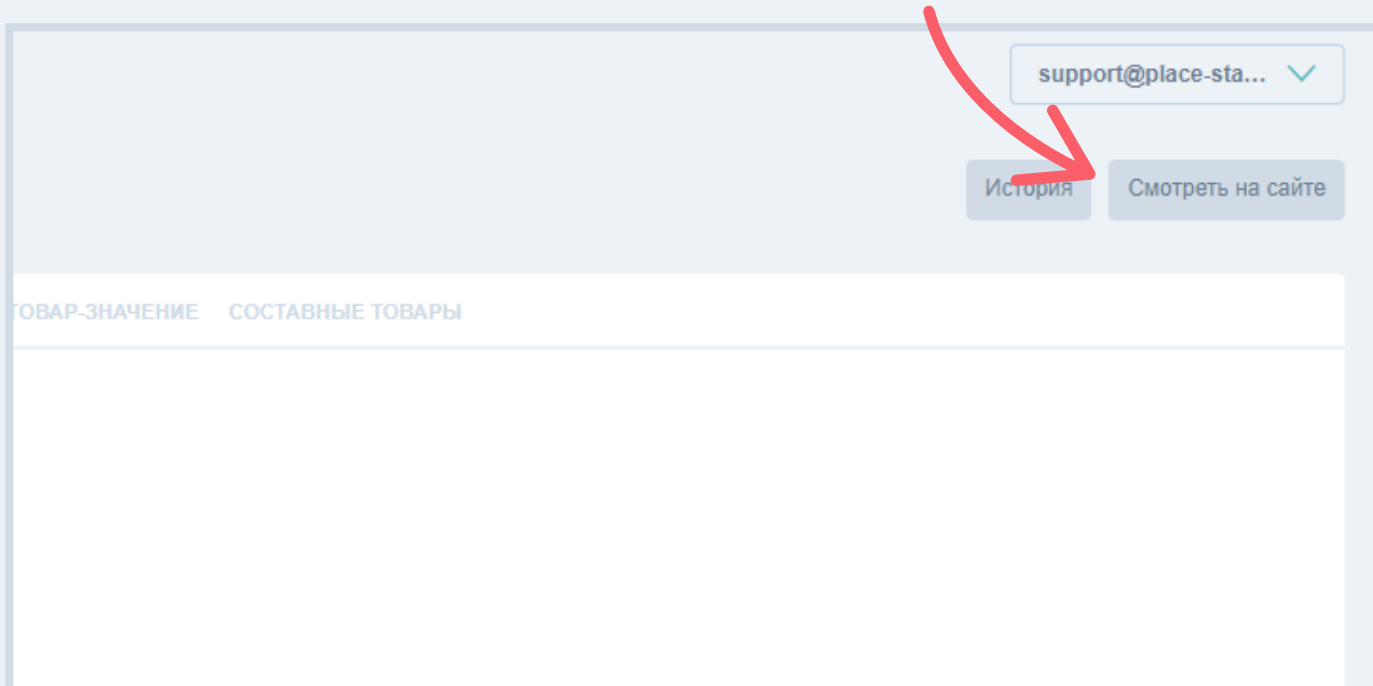 support@place-sta...
История
Смотреть на сайте
ТОВАР-ЗНАЧЕНИЕ
СОСТАВНЫЕ ТОВАРЫ